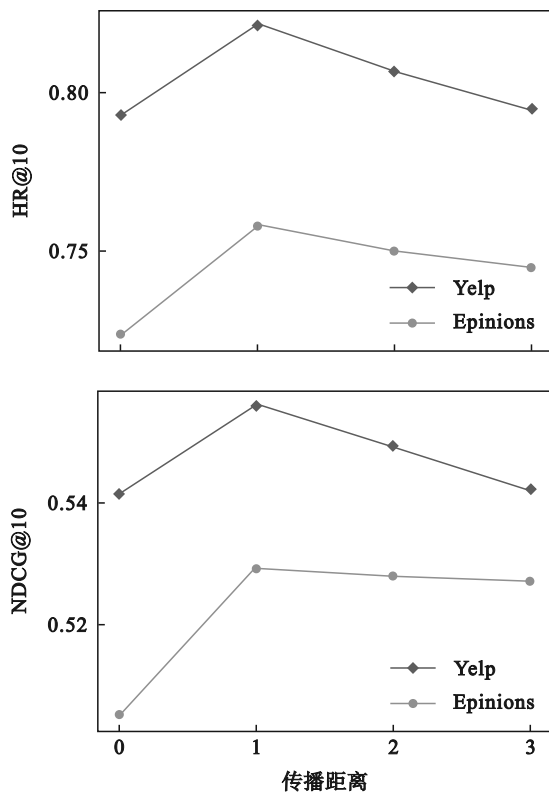 0.80
HR@10
0.75
Yelp
Epinions
0.54
NDCG@10
0.52
Yelp
Epinions
0 1 2 3
传播距离